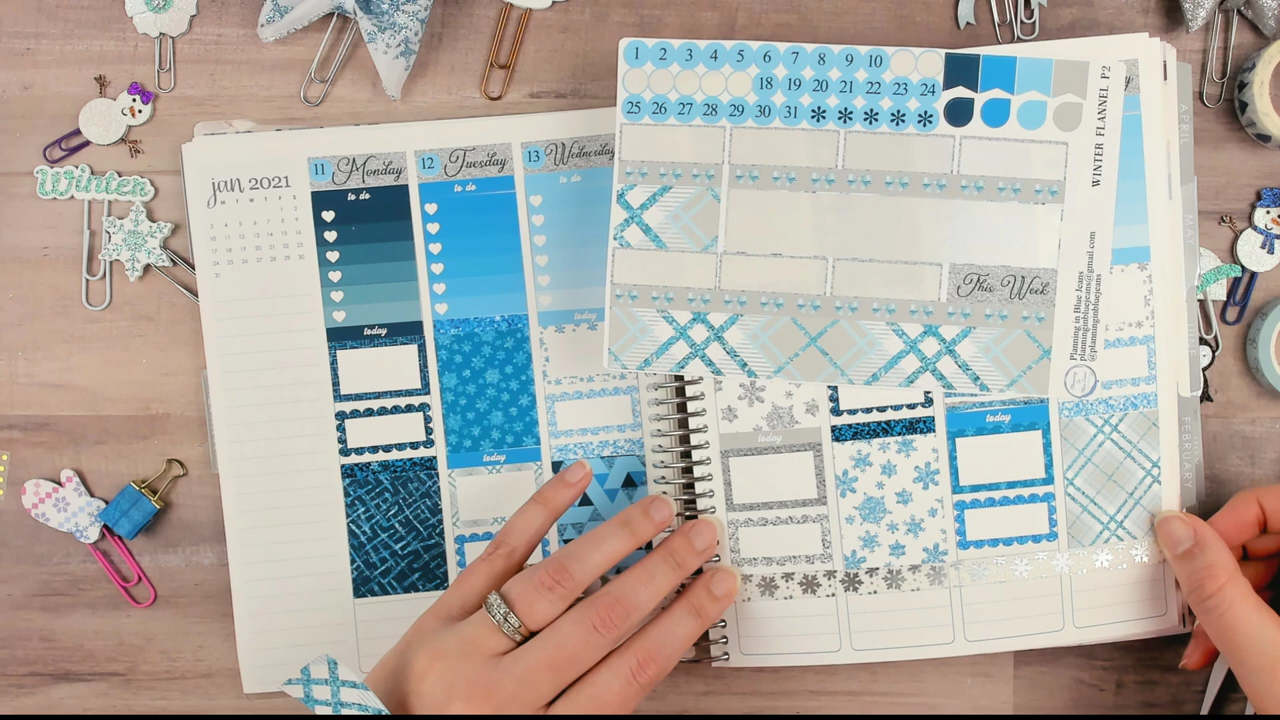 Winter
jan 2021
11 Monday
to do
today
12 Tuesday
to do
today
13 Wednesday
to do
today
1 2 3 4 5 6 7 8 9 10
18 19 20 21 22 23 24
25 26 27 28 29 30 31 * * * * *
This Week
WINTER FLANNEL P2
Planning in Blue Jeans
planninginbluejeans@gmail.com
@planninginbluejeans
today
today
APRIL
MAY
FEBRUARY